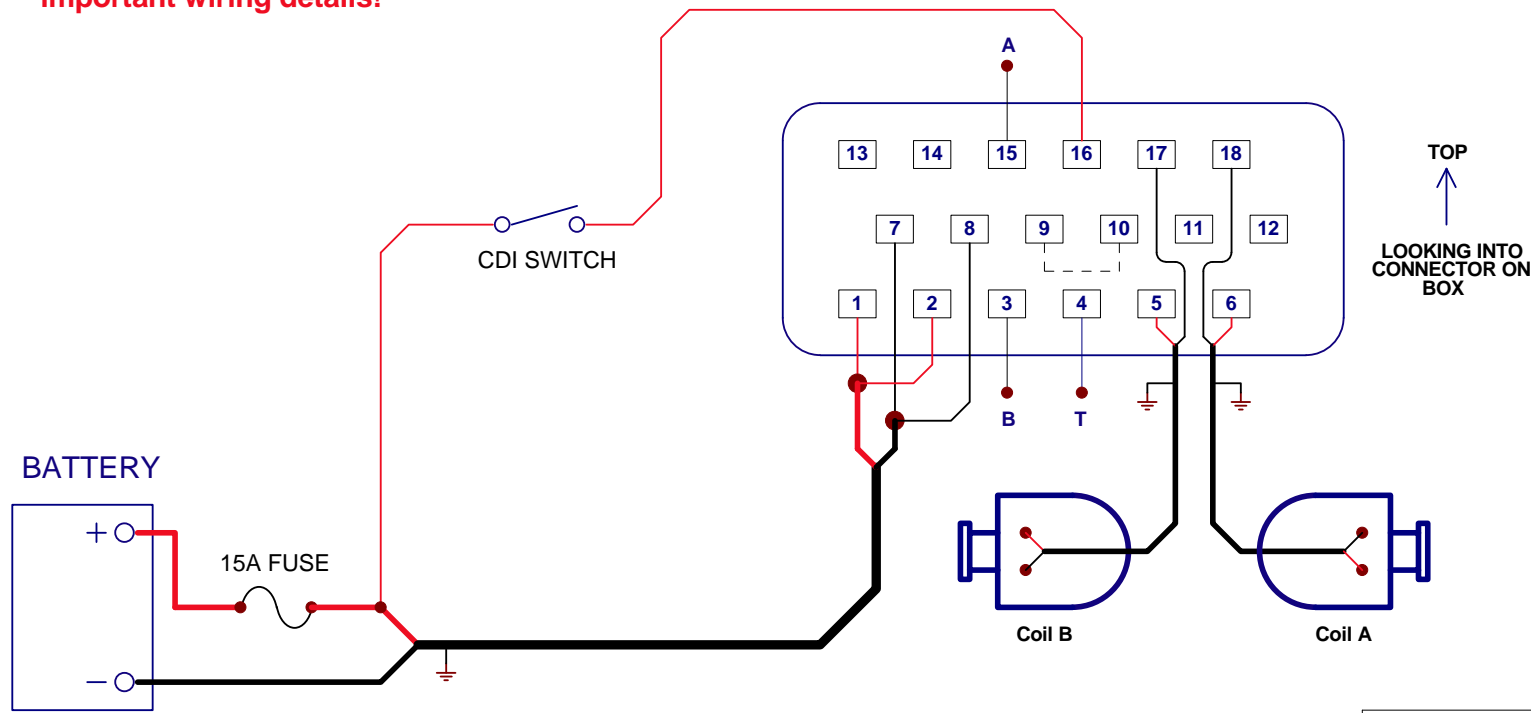 important wiring details!
A
13 14 15 16 17 18
TOP
7 8 9 10 11 12
CDI SWITCH
LOOKING INTO
CONNECTOR ON
BOX
1 2 3 4 5 6
B T
BATTERY
+
15A FUSE
Coil B Coil A
−